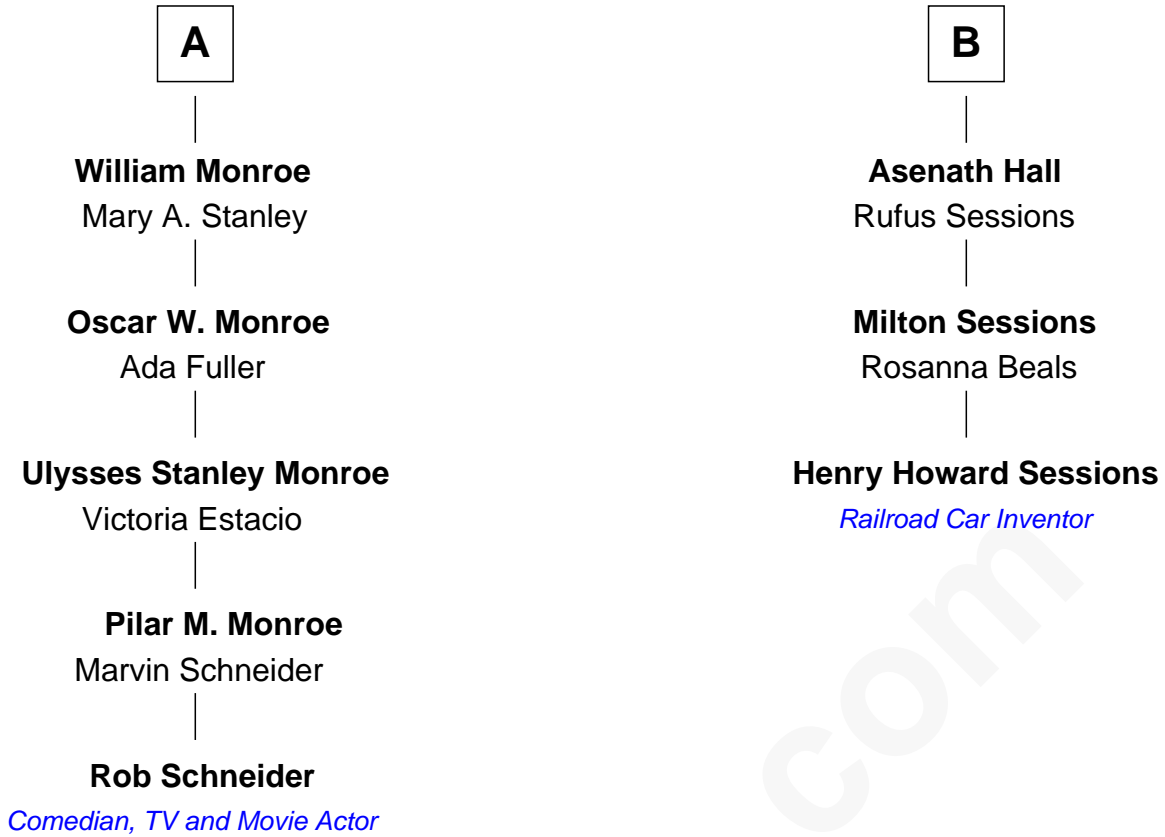 A
William Monroe
Mary A. Stanley
Oscar W. Monroe
Ada Fuller
Ulysses Stanley Monroe
Victoria Estacio
Pilar M. Monroe
Marvin Schneider
Rob Schneider
Comedian, TV and Movie Actor
B
Asenath Hall
Rufus Sessions
Milton Sessions
Rosanna Beals
Henry Howard Sessions
Railroad Car Inventor
com